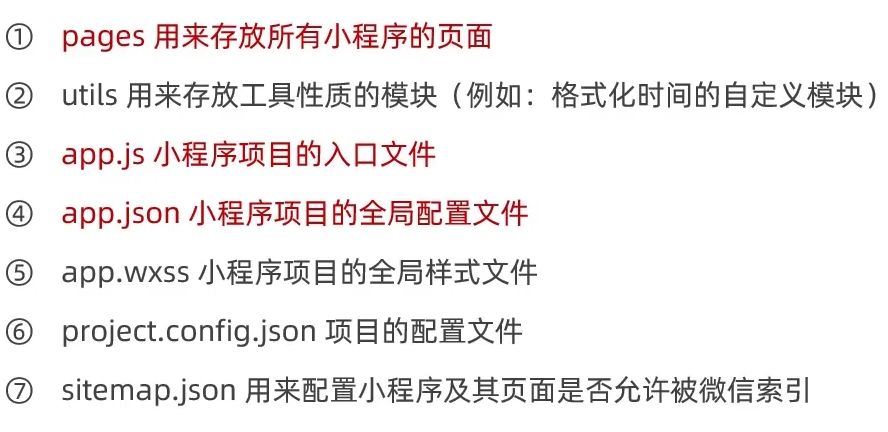 ① pages 用来存放所有小程序的页面
② utils 用来存放工具性质的模块（例如：格式化时间的自定义模块）
③ app.js 小程序项目的入口文件
④ app.json 小程序项目的全局配置文件
⑤ app.wxss 小程序项目的全局样式文件
⑥ project.config.json 项目的配置文件
⑦ sitemap.json 用来配置小程序及其页面是否允许被微信索引